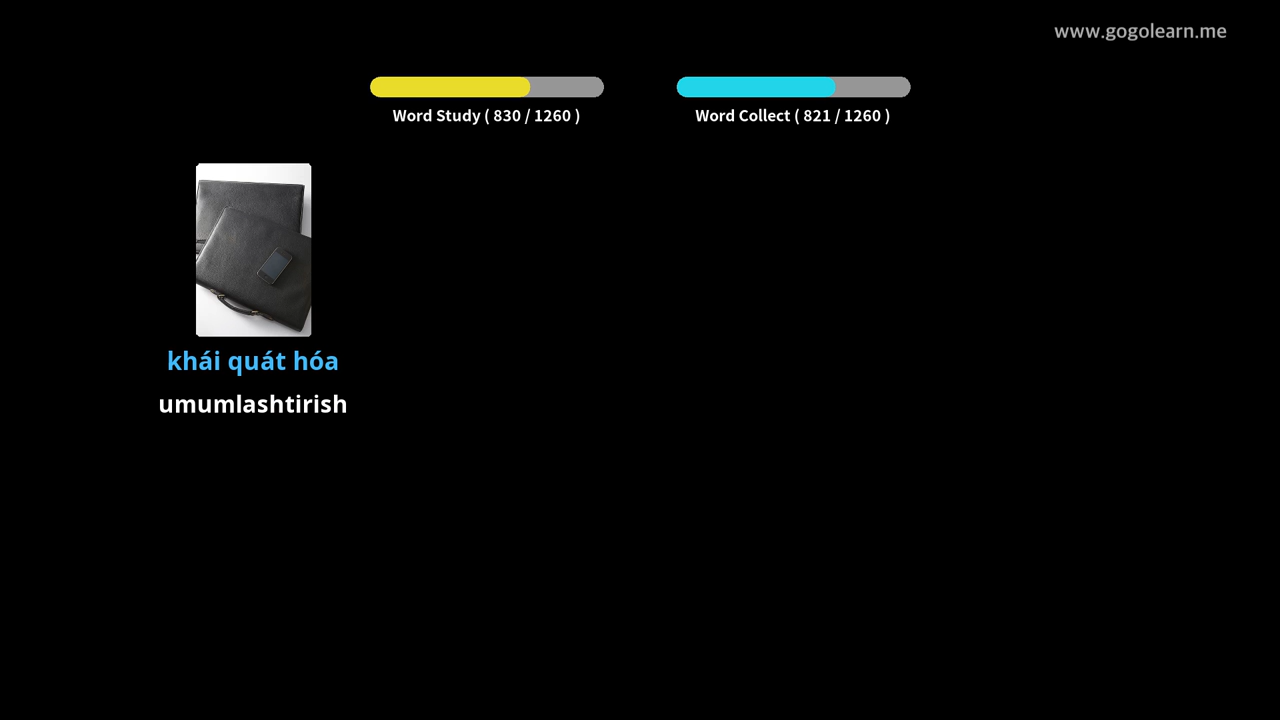 www.gogolearn.me
Word Study ( 830 / 1260 )
Word Collect ( 821 / 1260 )
khái quát hóa
umumlashtirish